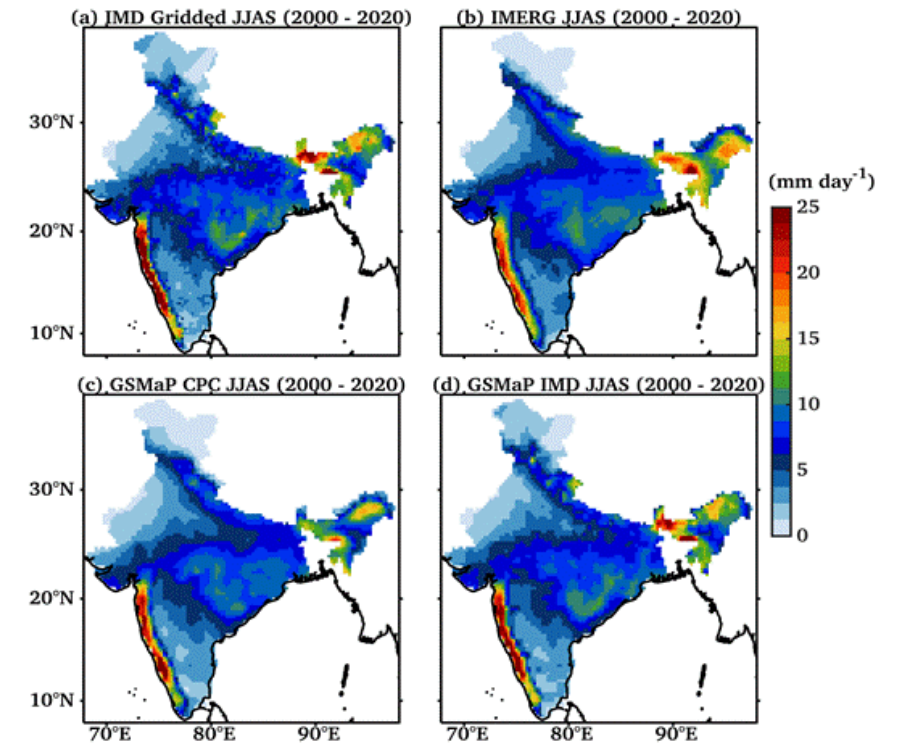 (a) IMD Gridded JJAS (2000 - 2020)
(b) IMERG JJAS (2000 - 2020)
30°N
20°N
10°N
(mm day-1)
25
20
15
10
5
0
(c) GSMaP CPC JJAS (2000 - 2020)
(d) GSMaP IMD JJAS (2000 - 2020)
30°N
20°N
10°N
70°E 80°E 90°E
70°E 80°E 90°E